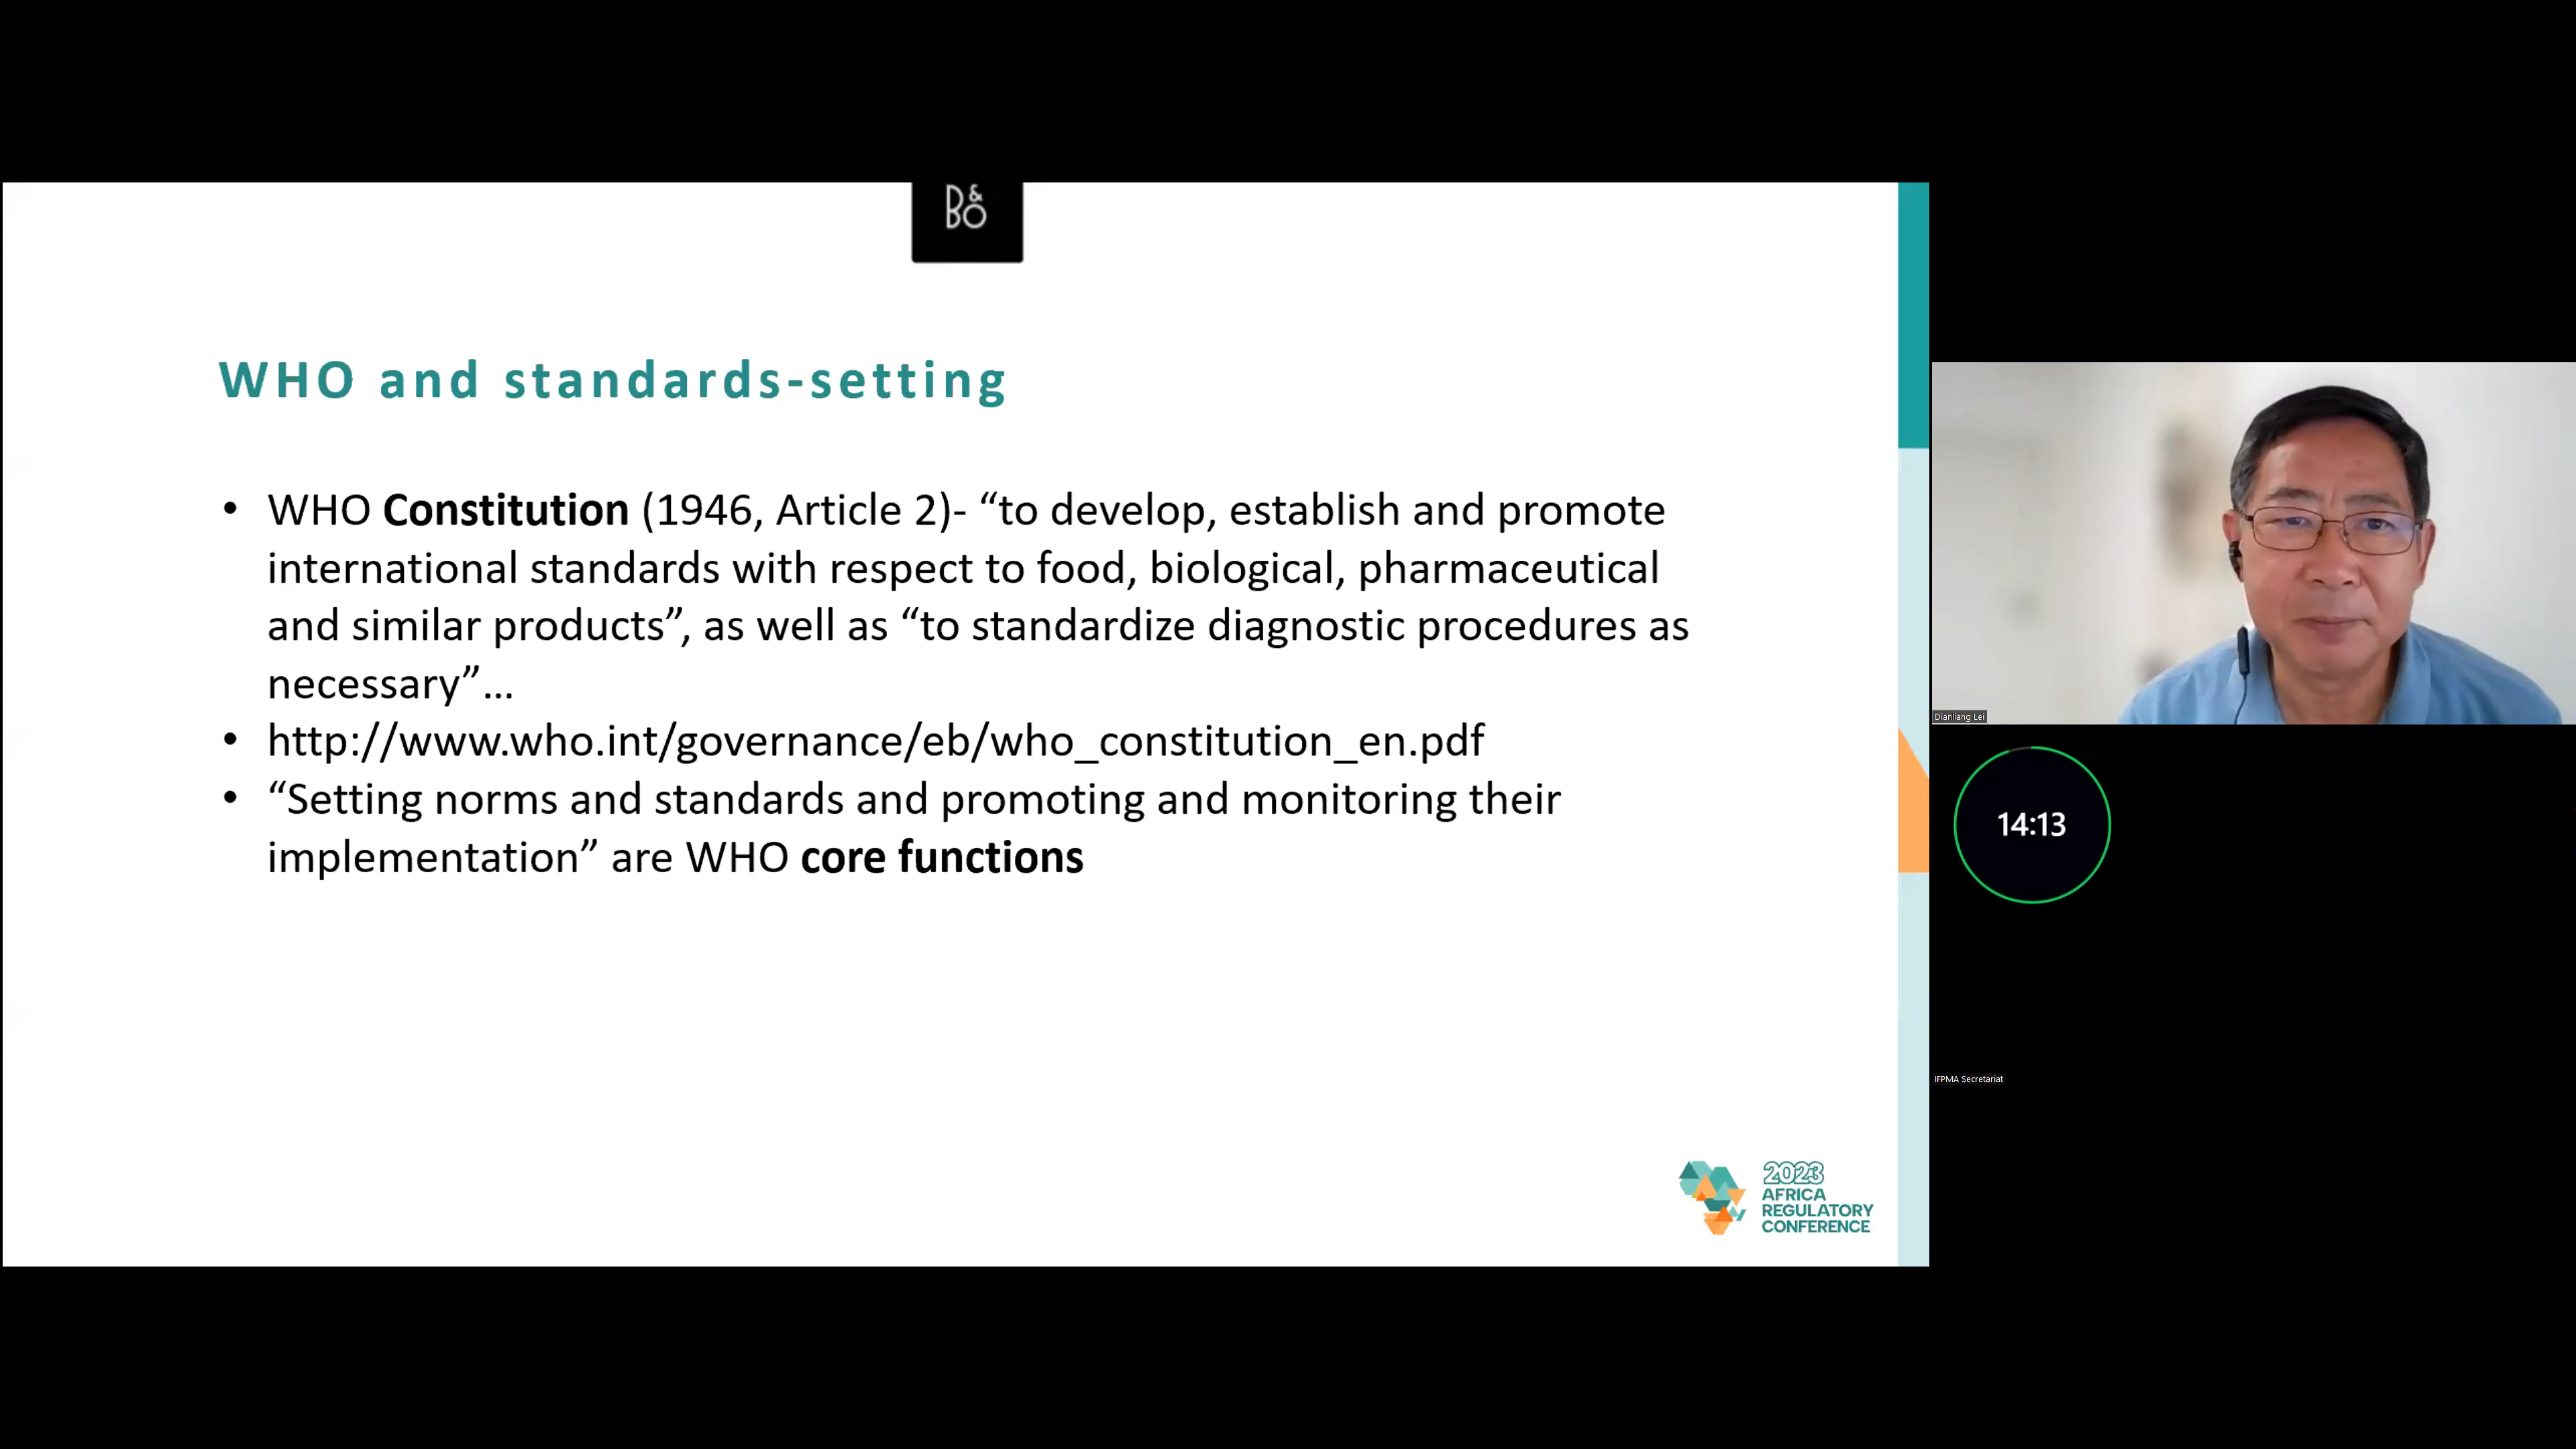 B&O
WHO and standards-setting
• WHO Constitution (1946, Article 2)- “to develop, establish and promote
international standards with respect to food, biological, pharmaceutical
and similar products”, as well as “to standardize diagnostic procedures as
necessary”...
• http://www.who.int/governance/eb/who_constitution_en.pdf
• “Setting norms and standards and promoting and monitoring their
implementation” are WHO core functions
2023
AFRICA
REGULATORY
CONFERENCE
Dianliang Lei
14:13
IFPMA Secretariat